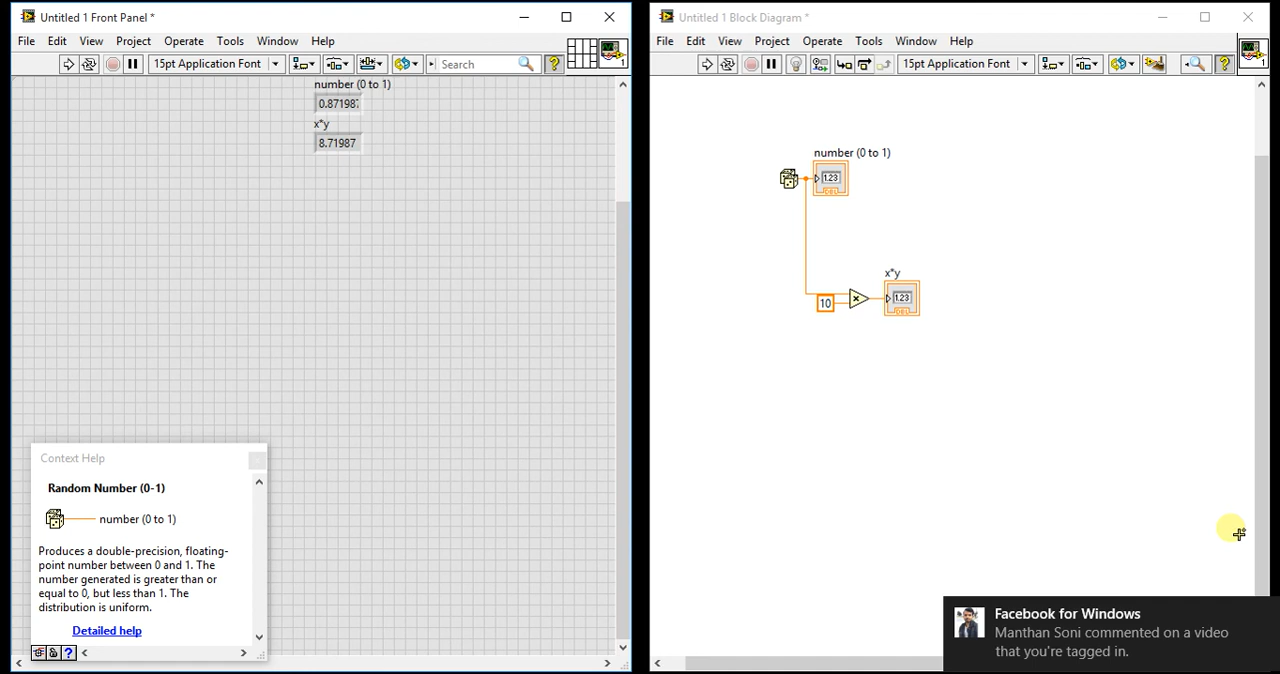 Untitled 1 Front Panel *
File Edit View Project Operate Tools Window Help
15pt Application Font
Search
?
1
number (0 to 1)
0.87198
x*y
8.71987
Context Help
Random Number (0-1)
number (0 to 1)
Produces a double-precision, floating-
point number between 0 and 1. The
number generated is greater than or
equal to 0, but less than 1. The
distribution is uniform.
Detailed help
?
Untitled 1 Block Diagram *
File Edit View Project Operate Tools Window Help
15pt Application Font
?
1
number (0 to 1)
1.23
DBL
x*y
10
x
1.23
DBL
Facebook for Windows
Manthan Soni commented on a video
that you're tagged in.